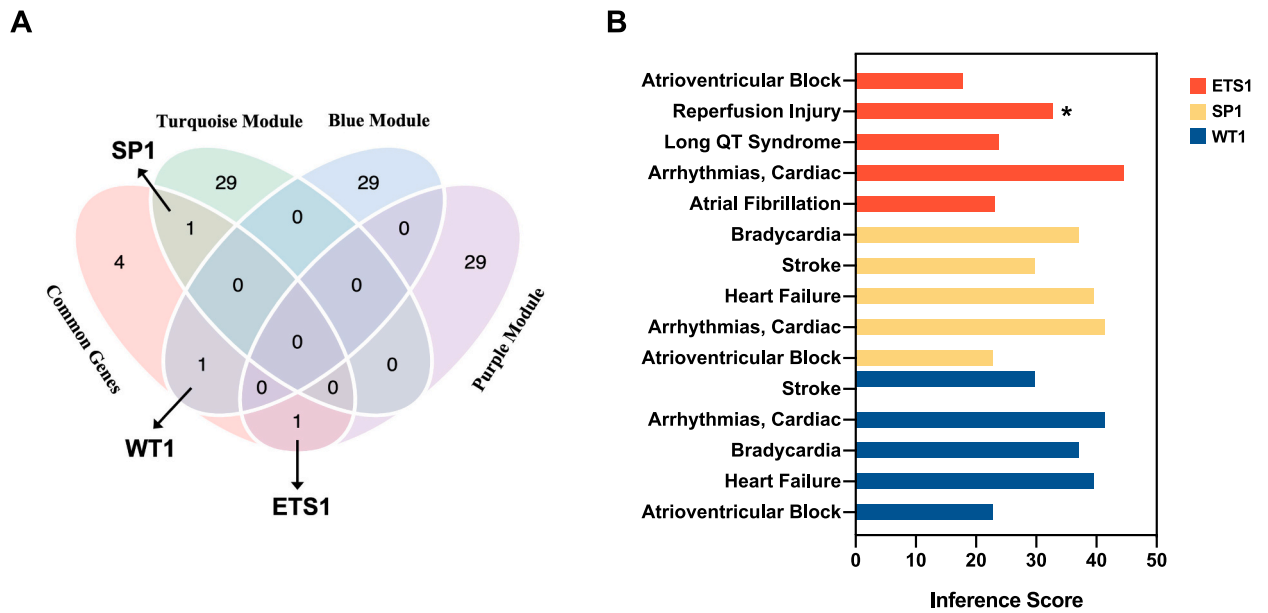 A
Turquoise Module
Blue Module
SP1
29
29
1
0
0
4
29
0
0
Common Genes
Purple Module
0
1
0
0
0
1
WT1
ETS1
B
Atrioventricular Block
Reperfusion Injury
*
Long QT Syndrome
Arrhythmias, Cardiac
Atrial Fibrillation
Bradycardia
Stroke
Heart Failure
Arrhythmias, Cardiac
Atrioventricular Block
Stroke
Arrhythmias, Cardiac
Bradycardia
Heart Failure
Atrioventricular Block
0 10 20 30 40 50
Inference Score
ETS1
SP1
WT1